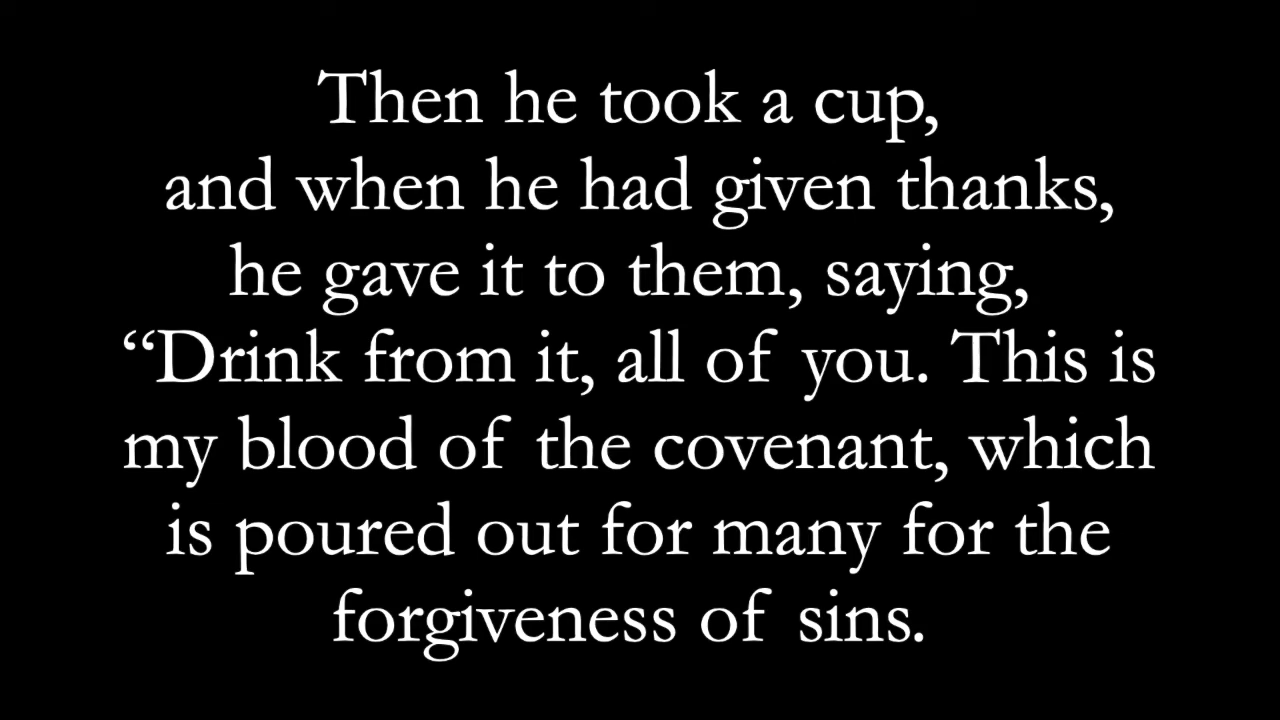 Then he took a cup,
and when he had given thanks,
he gave it to them, saying,
“Drink from it, all of you. This is
my blood of the covenant, which
is poured out for many for the
forgiveness of sins.